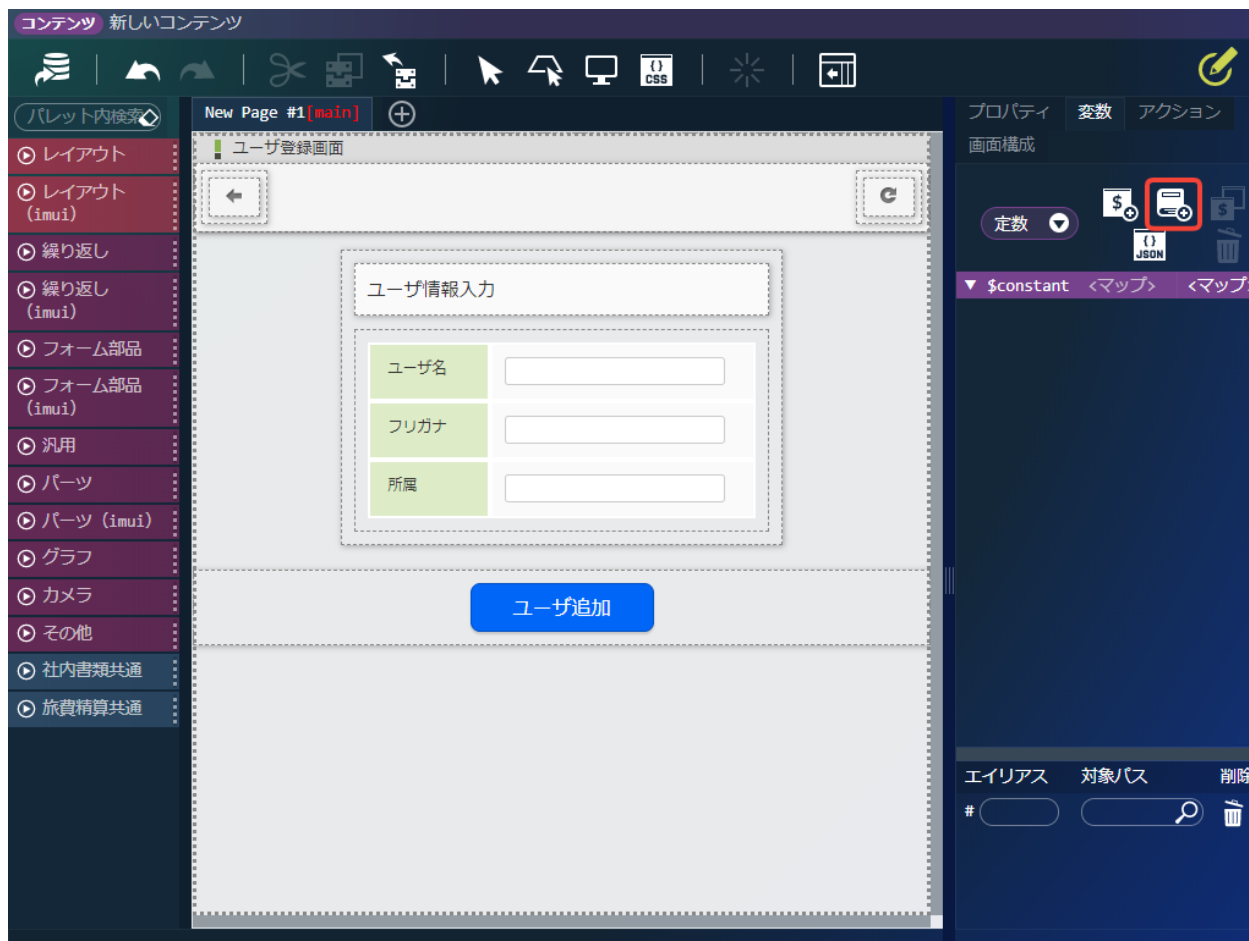 コンテンツ 新しいコンテンツ
{} CSS
パレット内検索
New Page #1[main]
プロパティ 変数 アクション
画面構成
レイアウト
レイアウト
(imui)
繰り返し
繰り返し
(imui)
フォーム部品
フォーム部品
(imui)
汎用
パーツ
パーツ (imui)
グラフ
カメラ
その他
社内書類共通
旅費精算共通
ユーザ登録画面
ユーザ情報入力
ユーザ名
フリガナ
所属
ユーザ追加
定数
$
$
{} JSON
▼ $constant <マップ> <マップ>
エイリアス 対象パス 削除
#